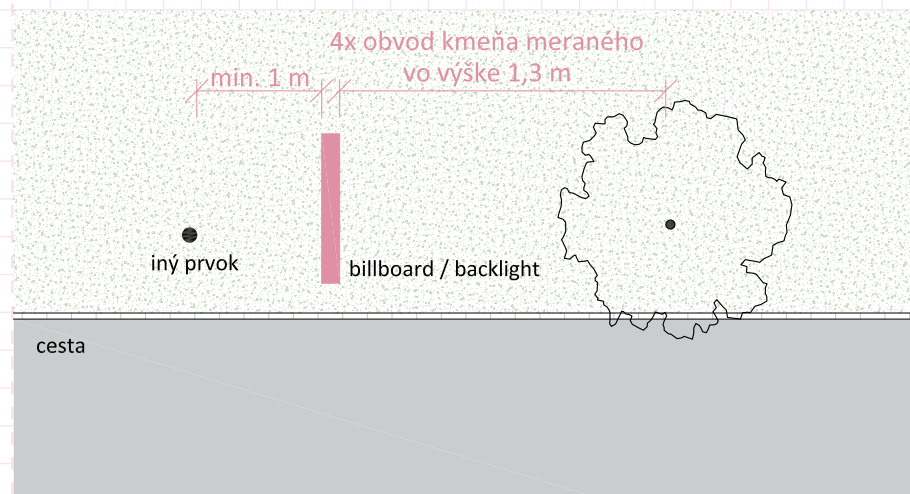 4x obvod kmeňa meraného
vo výške 1,3 m
min. 1 m
iný prvok
billboard / backlight
cesta